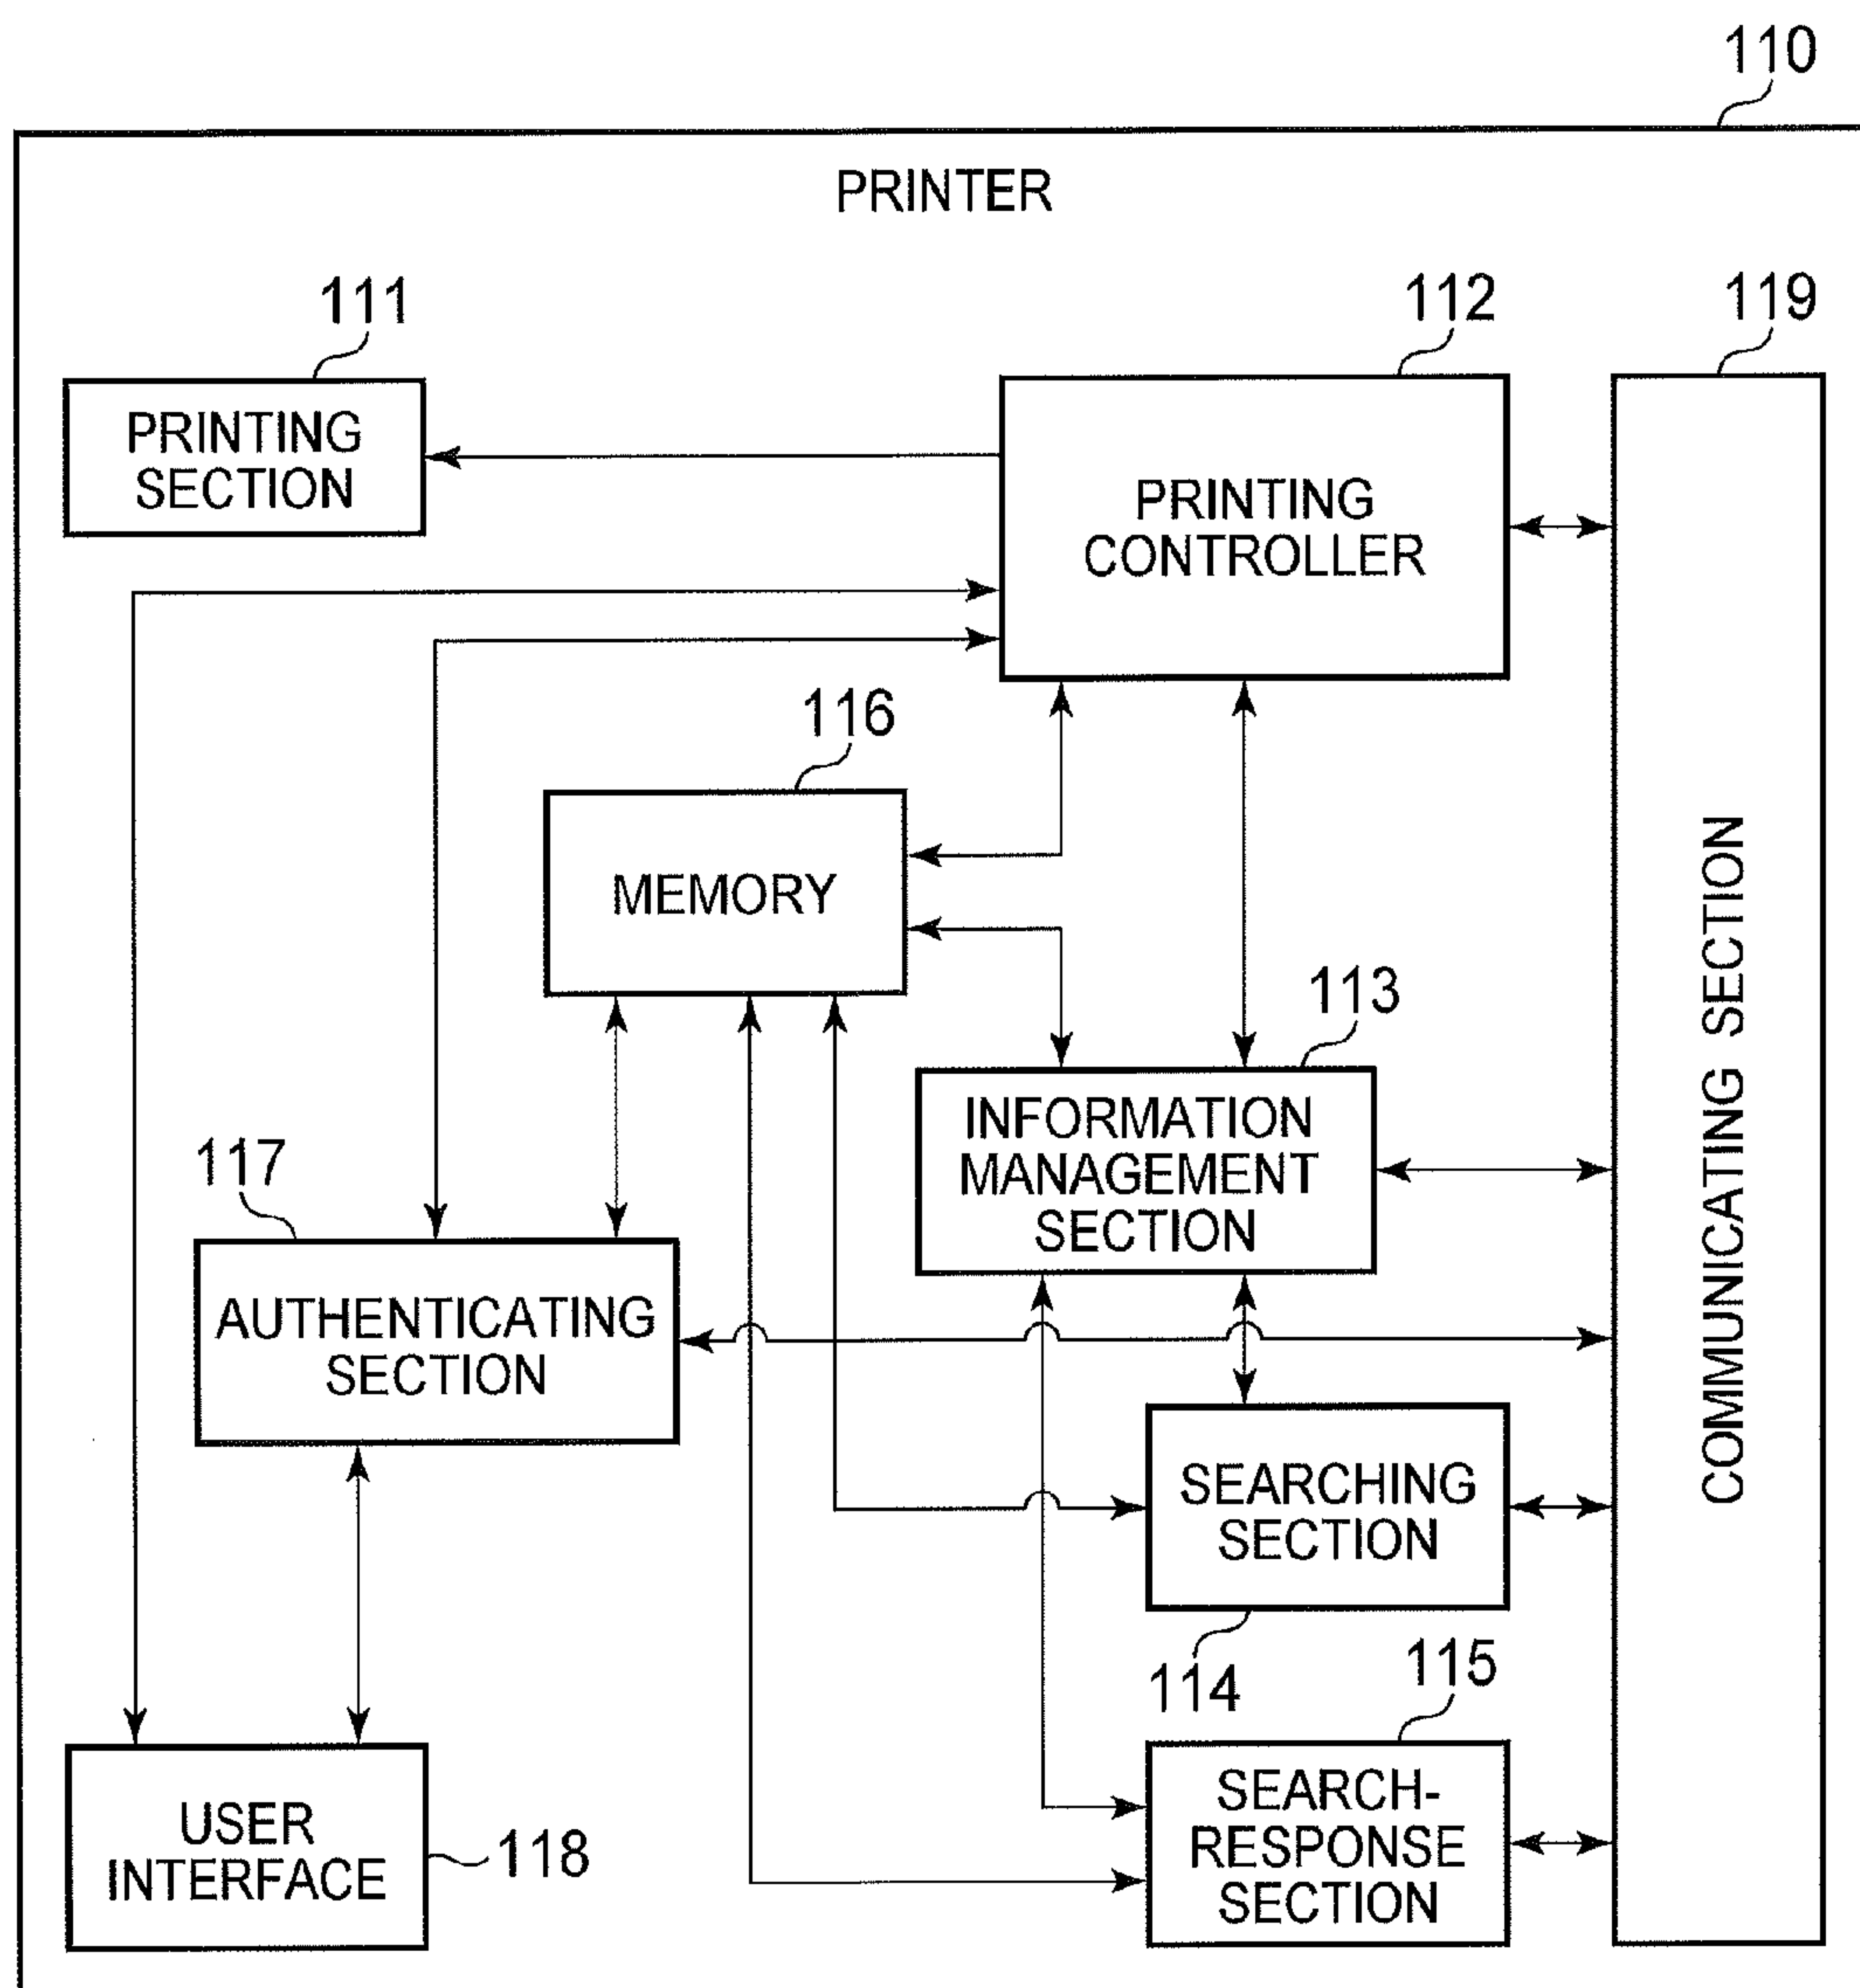 110
PRINTER
111
112
119
PRINTING
SECTION
PRINTING
CONTROLLER
116
MEMORY
113
INFORMATION
MANAGEMENT
SECTION
COMMUNICATING SECTION
117
AUTHENTICATING
SECTION
SEARCHING
SECTION
114
115
USER
INTERFACE
118
SEARCH-
RESPONSE
SECTION